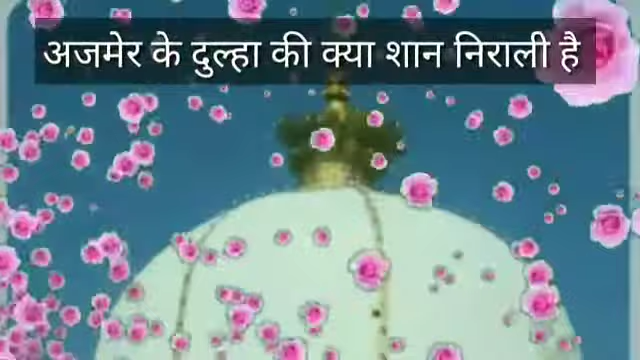 अजमेर के दुल्हा की क्या शान निराली है